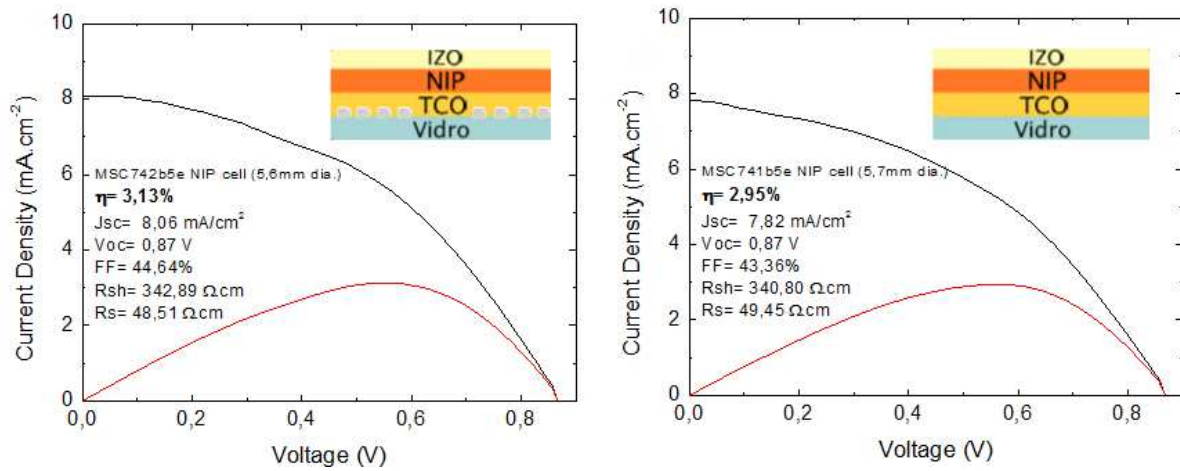 10
8
6
4
2
0
Current Density (mA.cm⁻²)
IZO
NIP
TCO
Vidro
MSC742b5e NIP cell (5,6mm dia.)
η= 3,13%
Jsc= 8,06 mA/cm²
Voc= 0,87 V
FF= 44,64%
Rsh= 342,89 Ωcm
Rs= 48,51 Ωcm
0,0 0,2 0,4 0,6 0,8
Voltage (V)
10
8
6
4
2
0
Current Density (mA.cm⁻²)
IZO
NIP
TCO
Vidro
MSC741b5e NIP cell (5,7mm dia.)
η= 2,95%
Jsc= 7,82 mA/cm²
Voc= 0,87 V
FF= 43,36%
Rsh= 340,80 Ωcm
Rs= 49,45 Ωcm
0,0 0,2 0,4 0,6 0,8
Voltage (V)